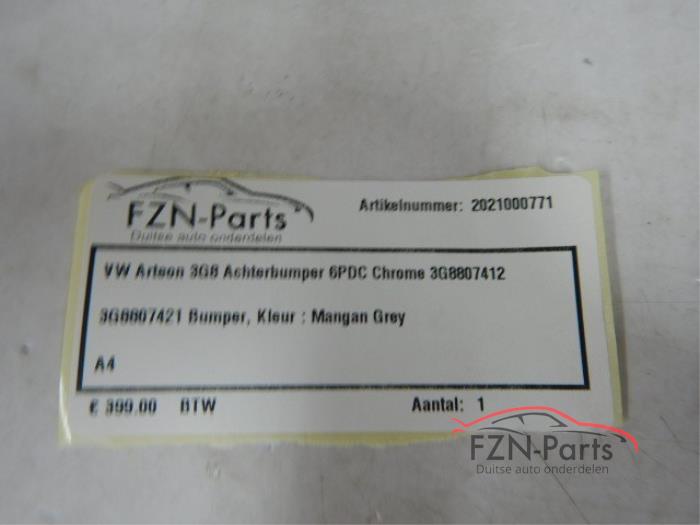 FZN-Parts
Duitse auto onderdelen
Artikelnummer: 2021000771
VW Arteon 3G8 Achterbumper 6PDC Chrome 3G8807412
3G8807421 Bumper, Kleur : Mangan Grey
A4
€ 399.00 BTW Aantal: 1
FZN-Parts
Duitse auto onderdelen